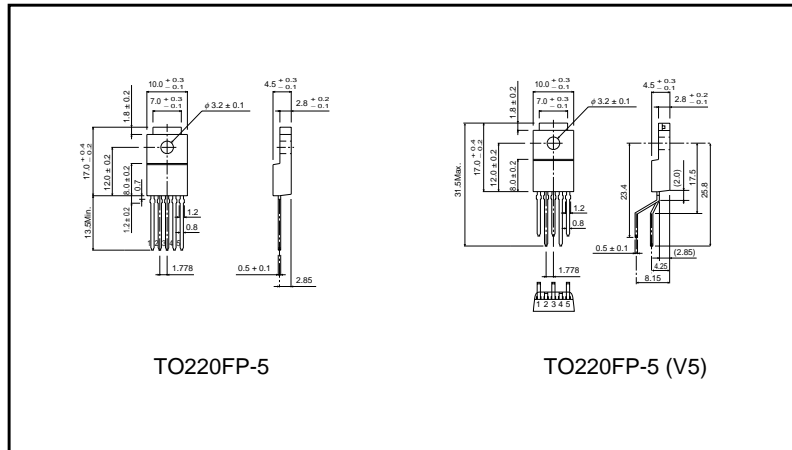 10.0 + 0.3 − 0.1
7.0 + 0.3 − 0.1
1.8 ± 0.2
φ 3.2 ± 0.1
17.0 + 0.4 − 0.2
12.0 ± 0.2
8.0 ± 0.2
0.7
1.2 ± 0.2
13.5Min.
1.2
0.8
1 2 3 4 5
1.778
4.5 + 0.3 − 0.1
2.8 + 0.2 − 0.1
0.5 + 0.1
2.85
TO220FP-5
10.0 + 0.3 − 0.1
7.0 + 0.3 − 0.1
1.8 ± 0.2
φ 3.2 ± 0.1
31.5Max.
17.0 + 0.4 − 0.2
12.0 ± 0.2
8.0 ± 0.2
1.2
0.8
1.778
1 2 3 4 5
4.5 + 0.3 − 0.1
2.8 + 0.2 − 0.1
23.4
(2.0)
17.5
25.8
0.5 ± 0.1
(2.85)
4.25
8.15
TO220FP-5 (V5)